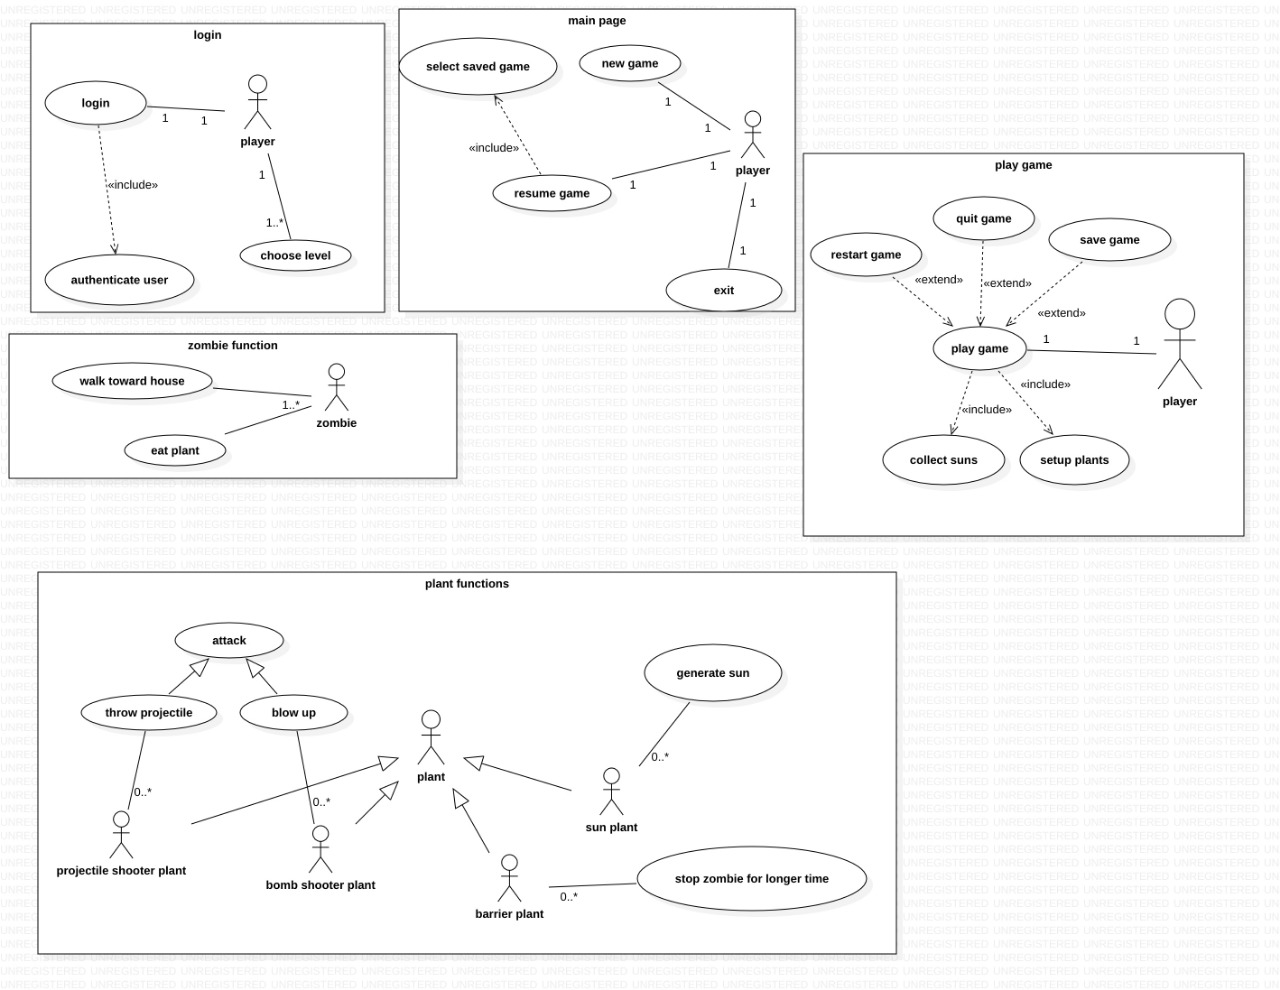 login
login
1
1
player
«include»
1
1..*
choose level
authenticate user
main page
select saved game
new game
1
1
«include»
player
1
1
resume game
1
1
exit
play game
quit game
save game
restart game
«extend»
«extend»
«extend»
play game
1
1
player
«include»
«include»
collect suns
setup plants
zombie function
walk toward house
1..*
zombie
eat plant
plant functions
attack
generate sun
throw projectile
blow up
plant
0..*
0..*
0..*
sun plant
projectile shooter plant
bomb shooter plant
stop zombie for longer time
0..*
barrier plant